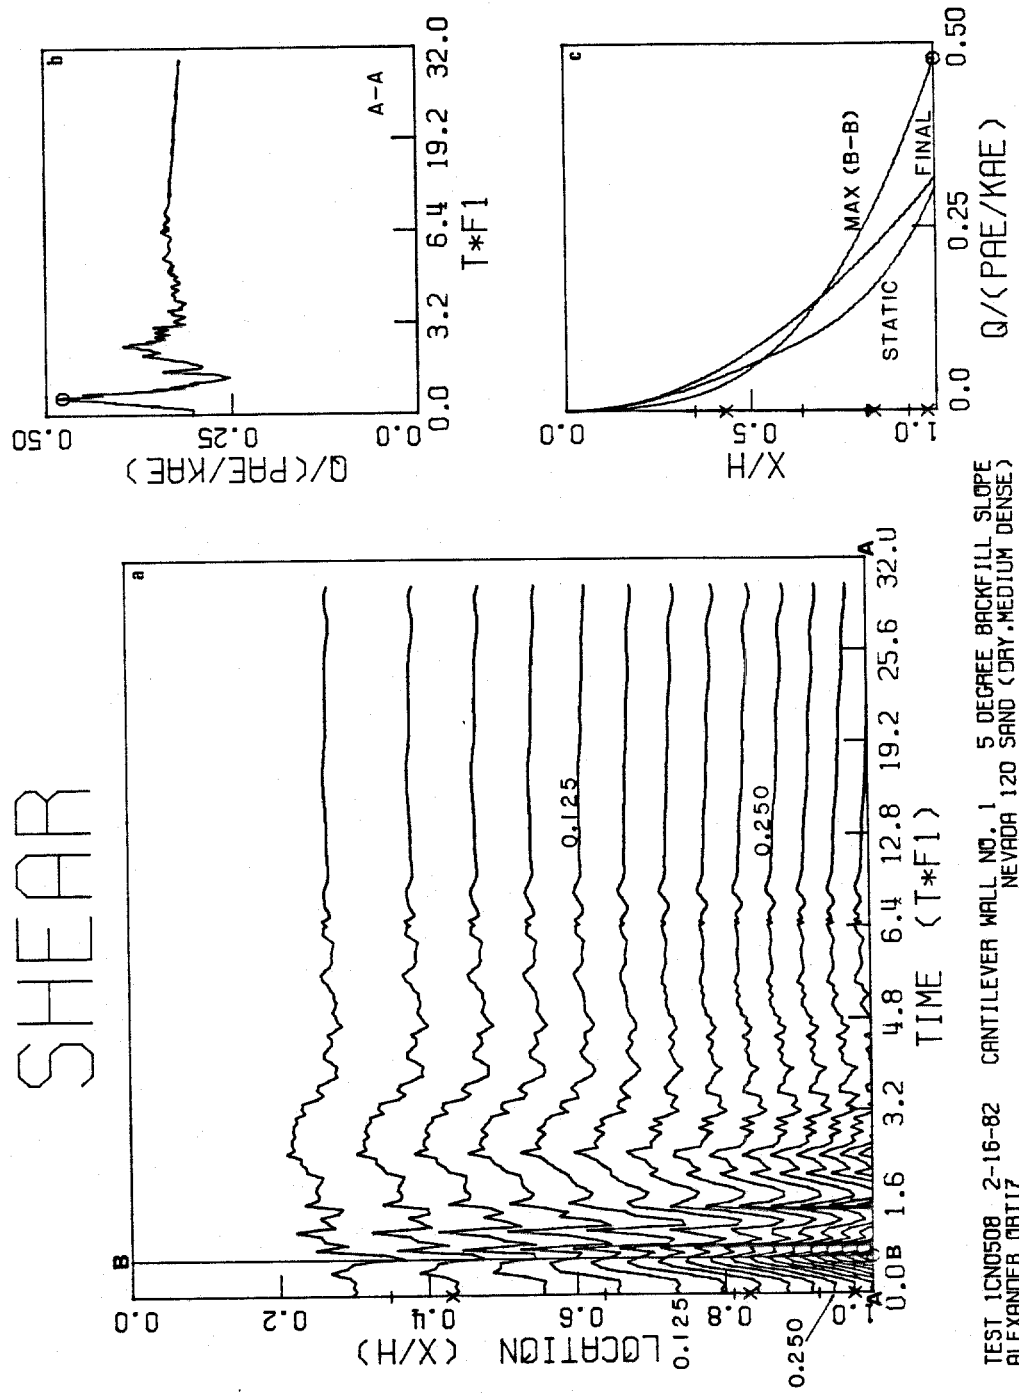 SHEAR
a
B
0.0
0.2
0.4
0.6
0.8
1.
LOCATION
(X/H)
0.125
0.250
0.125
0.250
A
A
0.0B
1.6
3.2
4.8
6.4
12.8
19.2
25.6
32.0
TIME (T*F1)
b
0.50
0.25
0.0
Q/(PAE/KAE)
A-A
0.0
3.2
6.4
19.2
32.0
T*F1
c
0.0
0.5
1.0
X/H
MAX (B-B)
FINAL
STATIC
0.0
0.25
0.50
Q/(PAE/KAE)
TEST 1CN050B 2-16-82 CANTILEVER WALL NO. 1 5 DEGREE BACKFILL SLOPE
ALEXANDER ORTIZ NEVADA 120 SAND (DRY,MEDIUM DENSE)